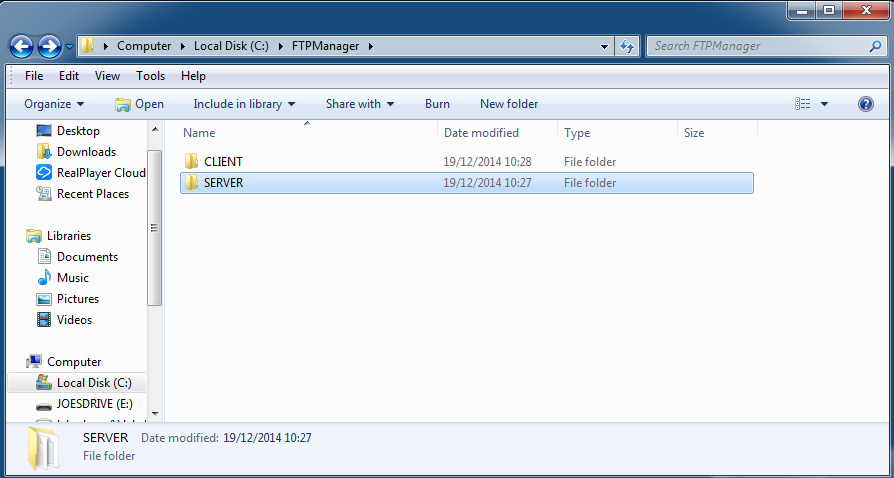 Computer Local Disk (C:) FTPManager
Search FTPManager
File Edit View Tools Help
Organize Open Include in library Share with Burn New folder
Name Date modified Type Size
CLIENT 19/12/2014 10:28 File folder
SERVER 19/12/2014 10:27 File folder
Desktop
Downloads
RealPlayer Cloud
Recent Places
Libraries
Documents
Music
Pictures
Videos
Computer
Local Disk (C:)
JOESDRIVE (E:)
SERVER Date modified: 19/12/2014 10:27
File folder